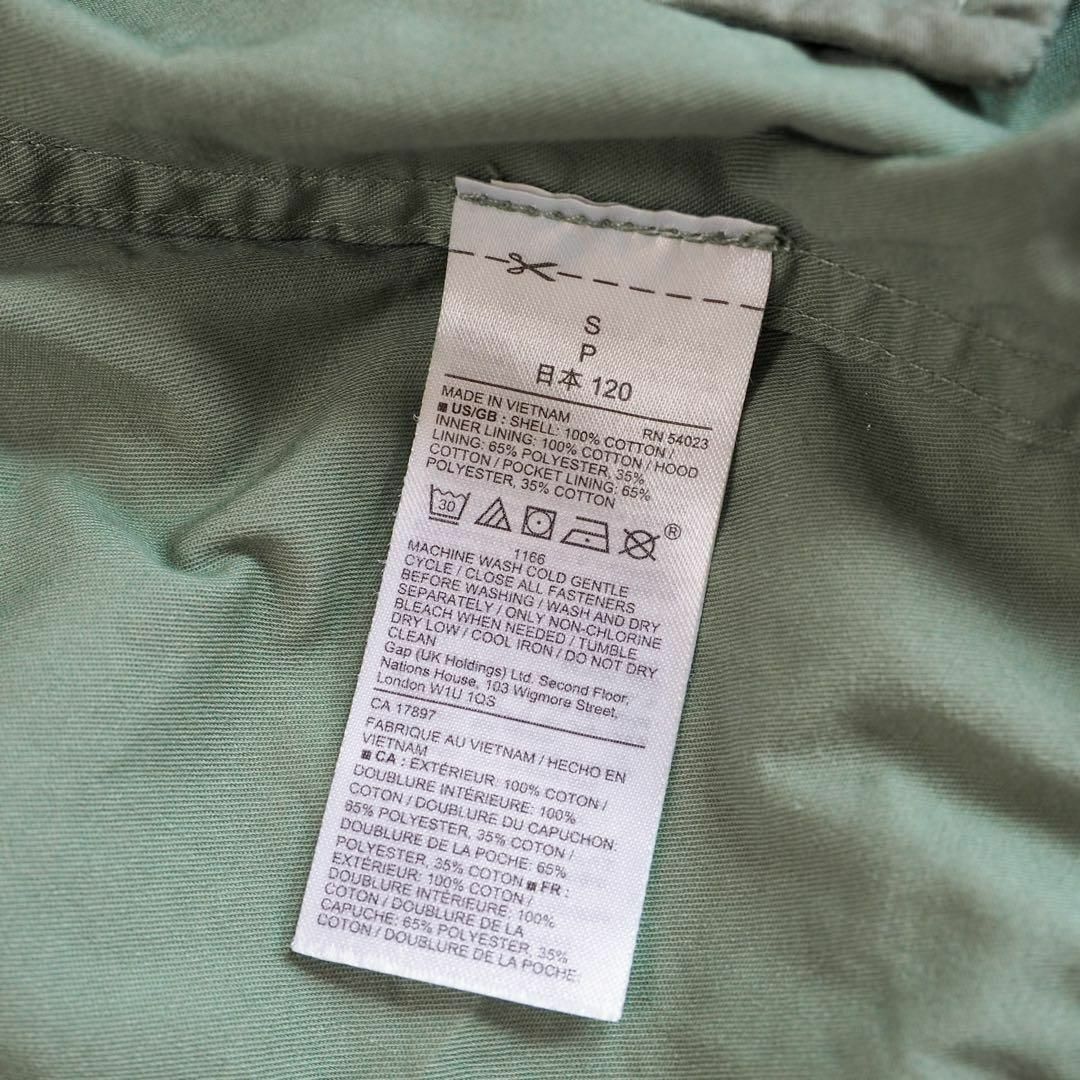 S
P
日本 120
MADE IN VIETNAM
RN 54023
US/GB : SHELL: 100% COTTON /
INNER LINING: 100% COTTON / HOOD
LINING: 65% POLYESTER, 35%
COTTON / POCKET LINING: 65%
POLYESTER, 35% COTTON
30
®
1166
MACHINE WASH COLD GENTLE
CYCLE / CLOSE ALL FASTENERS
BEFORE WASHING / WASH AND DRY
SEPARATELY / ONLY NON-CHLORINE
BLEACH WHEN NEEDED / TUMBLE
DRY LOW / COOL IRON / DO NOT DRY
CLEAN
Gap (UK Holdings) Ltd. Second Floor,
Nations House, 103 Wigmore Street,
London W1U 1QS
CA 17897
FABRIQUE AU VIETNAM / HECHO EN
VIETNAM
CA : EXTÉRIEUR: 100% COTON /
DOUBLURE INTÉRIEURE: 100%
COTON / DOUBLURE DU CAPUCHON:
65% POLYESTER, 35% COTON /
DOUBLURE DE LA POCHE: 65%
POLYESTER, 35% COTON FR :
EXTÉRIEUR: 100% COTON /
DOUBLURE INTÉRIEURE: 100%
COTON / DOUBLURE DE LA
CAPUCHE: 65% POLYESTER, 35%
COTON / DOUBLURE DE LA POCHE: